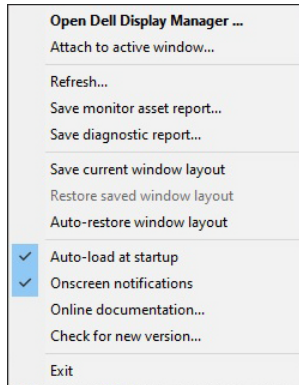 Open Dell Display Manager ...
Attach to active window...
Refresh...
Save monitor asset report...
Save diagnostic report...
Save current window layout
Restore saved window layout
Auto-restore window layout
Auto-load at startup
Onscreen notifications
Online documentation...
Check for new version...
Exit